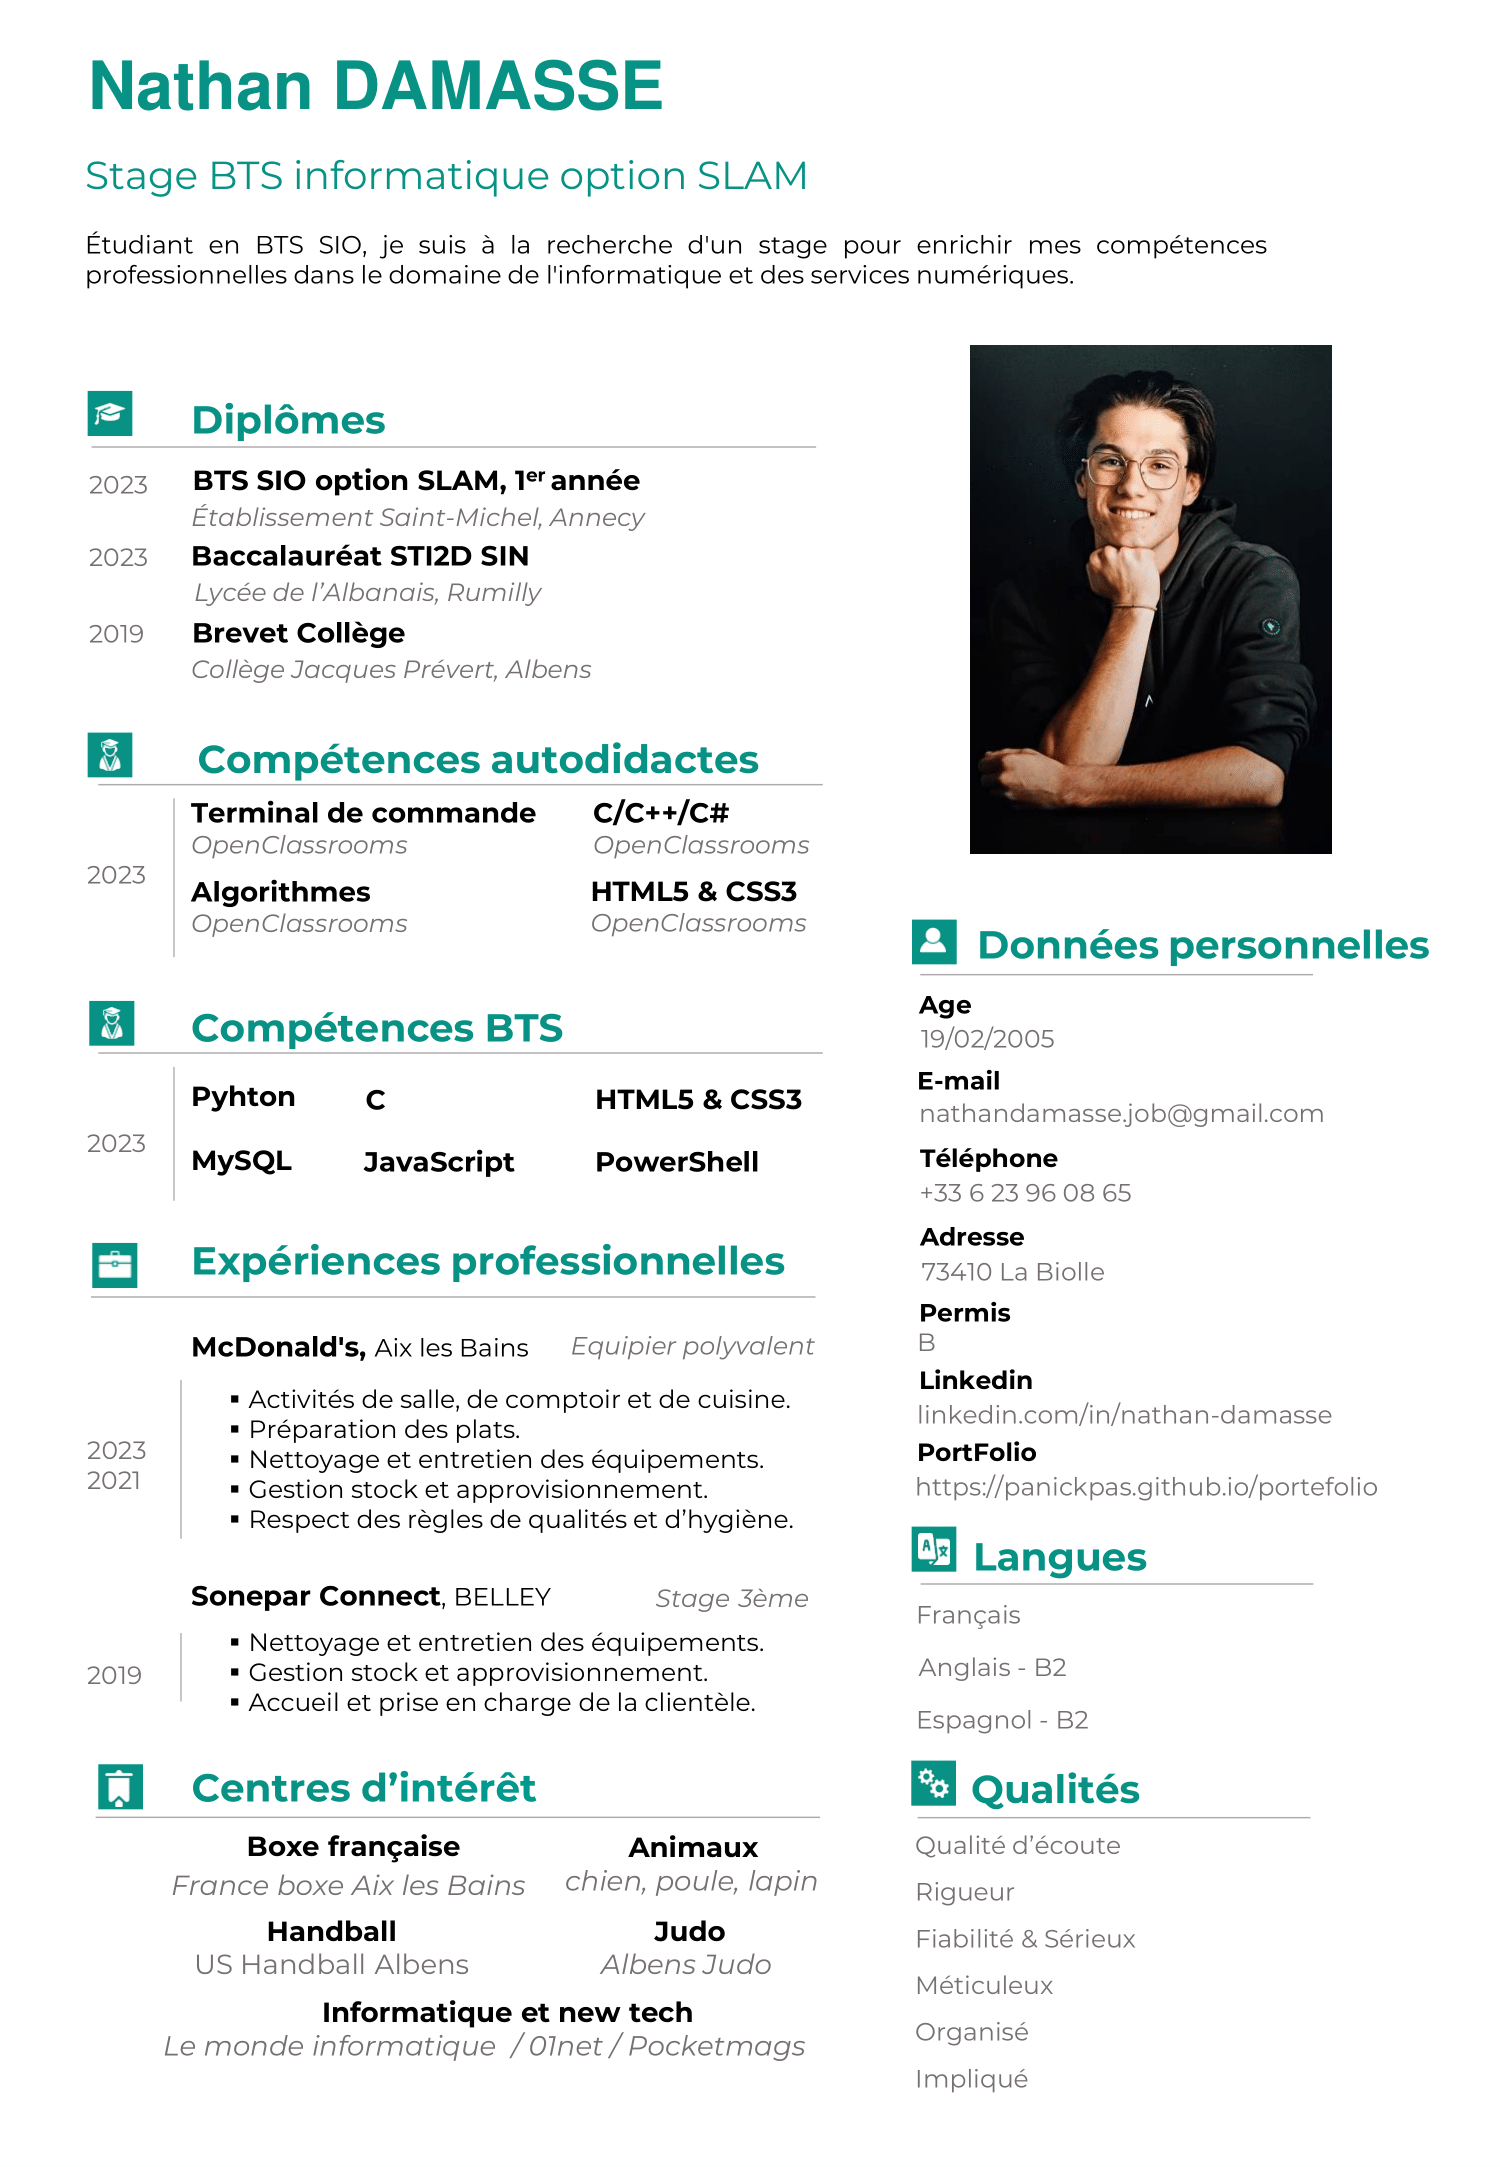 Nathan DAMASSE
Stage BTS informatique option SLAM
Étudiant en BTS SIO, je suis à la recherche d'un stage pour enrichir mes compétences
professionnelles dans le domaine de l'informatique et des services numériques.
Diplômes
2023 BTS SIO option SLAM, 1er année
Établissement Saint-Michel, Annecy
2023 Baccalauréat STI2D SIN
Lycée de l’Albanais, Rumilly
2019 Brevet Collège
Collège Jacques Prévert, Albens
Compétences autodidactes
2023
Terminal de commande C/C++/C#
OpenClassrooms OpenClassrooms
Algorithmes HTML5 & CSS3
OpenClassrooms OpenClassrooms
Compétences BTS
2023
Pyhton C HTML5 & CSS3
MySQL JavaScript PowerShell
Expériences professionnelles
McDonald's, Aix les Bains Equipier polyvalent
2023
2021
▪ Activités de salle, de comptoir et de cuisine.
▪ Préparation des plats.
▪ Nettoyage et entretien des équipements.
▪ Gestion stock et approvisionnement.
▪ Respect des règles de qualités et d’hygiène.
Sonepar Connect, BELLEY Stage 3ème
2019
▪ Nettoyage et entretien des équipements.
▪ Gestion stock et approvisionnement.
▪ Accueil et prise en charge de la clientèle.
Centres d’intérêt
Boxe française Animaux
France boxe Aix les Bains chien, poule, lapin
Handball Judo
US Handball Albens Albens Judo
Informatique et new tech
Le monde informatique / 01net / Pocketmags
Données personnelles
Age
19/02/2005
E-mail
nathandamasse.job@gmail.com
Téléphone
+33 6 23 96 08 65
Adresse
73410 La Biolle
Permis
B
Linkedin
linkedin.com/in/nathan-damasse
PortFolio
https://panickpas.github.io/portefolio
Langues
Français
Anglais - B2
Espagnol - B2
Qualités
Qualité d’écoute
Rigueur
Fiabilité & Sérieux
Méticuleux
Organisé
Impliqué